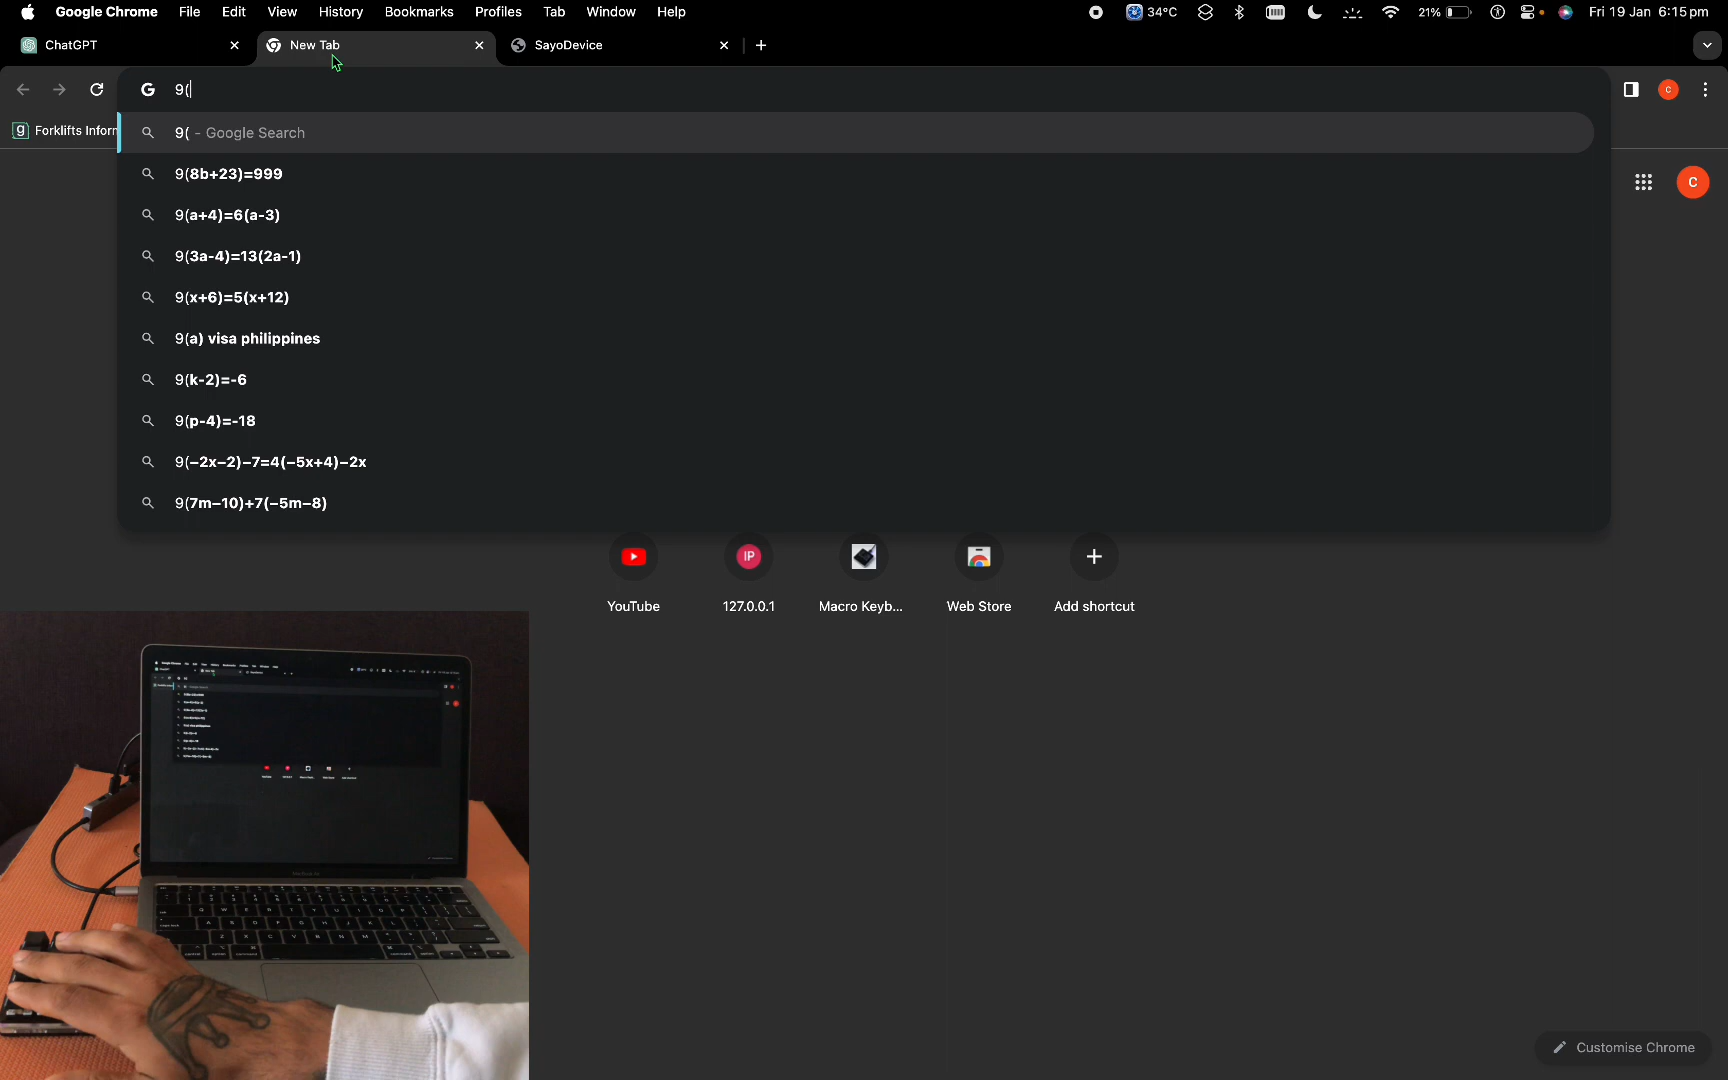 Google Chrome File Edit View History Bookmarks Profiles Tab Window Help 34°C 21% Fri 19 Jan 6:15 pm
ChatGPT New Tab SayoDevice
9(
Forklifts Inforn
9( - Google Search
9(8b+23)=999
9(a+4)=6(a-3)
9(3a-4)=13(2a-1)
9(x+6)=5(x+12)
9(a) visa philippines
9(k-2)=-6
9(p-4)=-18
9(−2x−2)−7=4(−5x+4)−2x
9(7m−10)+7(−5m−8)
C
C
IP
YouTube 127.0.0.1 Macro Keyb... Web Store Add shortcut
Customise Chrome